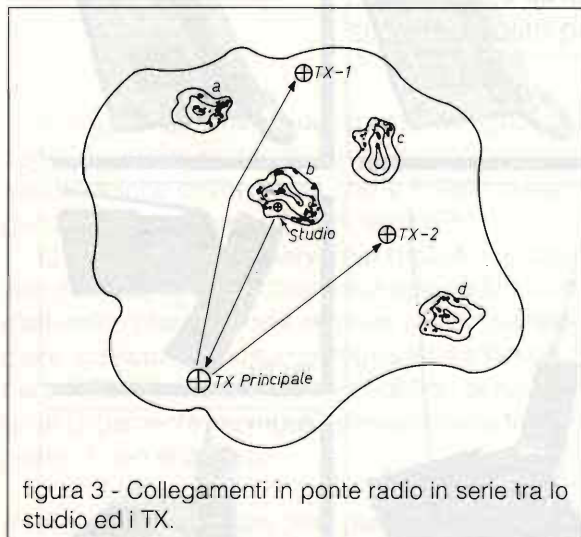 TX-1
a
c
b
Studio
TX-2
d
TX Principale
figura 3 - Collegamenti in ponte radio in serie tra lo
studio ed i TX.